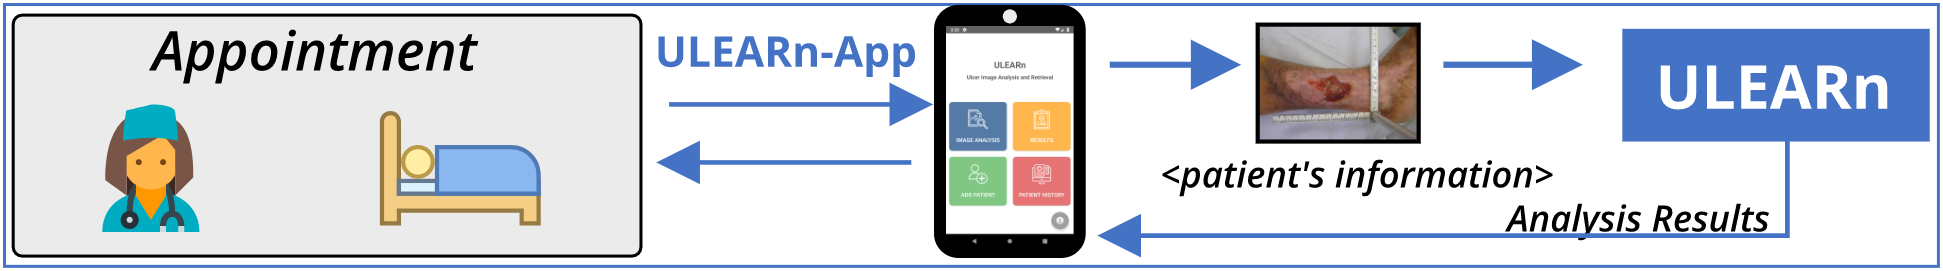 Appointment
ULEARn-App
ULEARn
Ulcer Image Analysis and Retrieval
IMAGE ANALYSIS
RESULTS
ADD PATIENT
PATIENT HISTORY
<patient's information>
ULEARn
Analysis Results